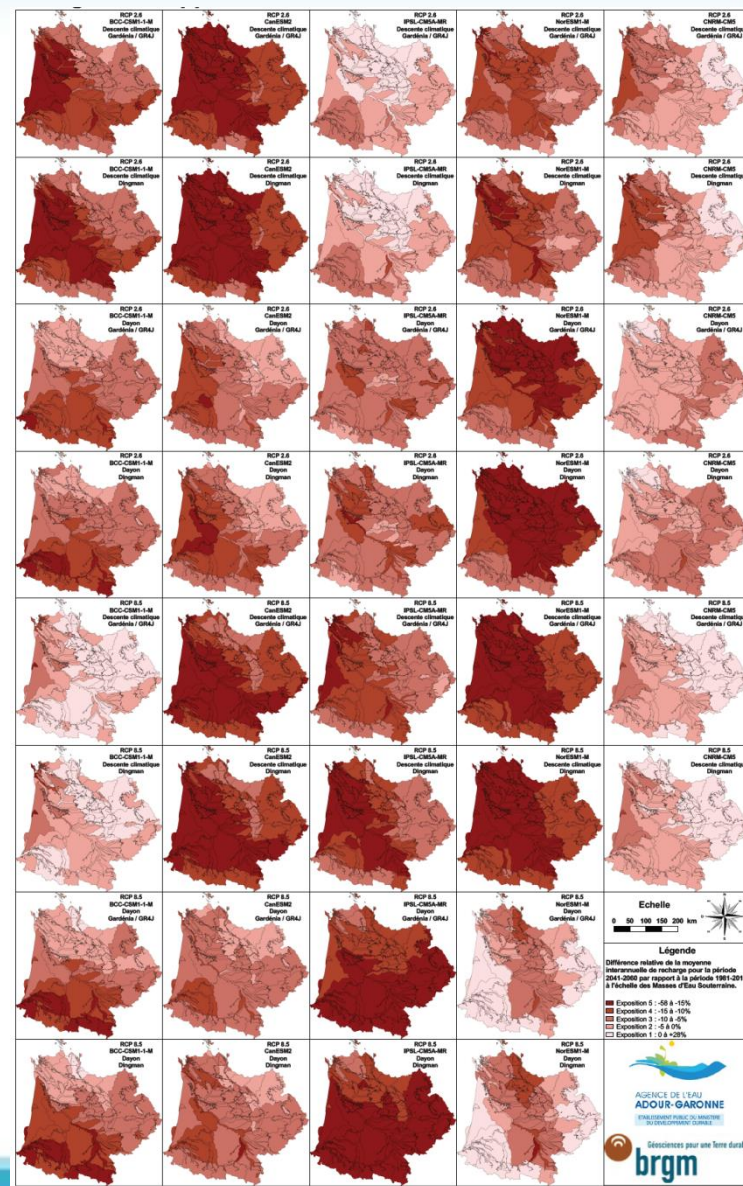 RCP 2.6
BCC-CSM1-1-M
Descente climatique
Gardénia / GR4J
RCP 2.6
CanESM2
Descente climatique
Gardénia / GR4J
RCP 2.6
IPSL-CM5A-MR
Descente climatique
Gardénia / GR4J
RCP 2.6
NorESM1-M
Descente climatique
Gardénia / GR4J
RCP 2.6
CNRM-CM5
Descente climatique
Gardénia / GR4J
RCP 2.6
BCC-CSM1-1-M
Descente climatique
Dingman
RCP 2.6
CanESM2
Descente climatique
Dingman
RCP 2.6
IPSL-CM5A-MR
Descente climatique
Dingman
RCP 2.6
NorESM1-M
Descente climatique
Dingman
RCP 2.6
CNRM-CM5
Descente climatique
Dingman
RCP 2.6
BCC-CSM1-1-M
Dayon
Gardénia / GR4J
RCP 2.6
CanESM2
Dayon
Gardénia / GR4J
RCP 2.6
IPSL-CM5A-MR
Dayon
Gardénia / GR4J
RCP 2.6
NorESM1-M
Dayon
Gardénia / GR4J
RCP 2.6
CNRM-CM5
Dayon
Gardénia / GR4J
RCP 2.6
BCC-CSM1-1-M
Dayon
Dingman
RCP 2.6
CanESM2
Dayon
Dingman
RCP 2.6
IPSL-CM5A-MR
Dayon
Dingman
RCP 2.6
NorESM1-M
Dayon
Dingman
RCP 2.6
CNRM-CM5
Dayon
Dingman
RCP 8.5
BCC-CSM1-1-M
Descente climatique
Gardénia / GR4J
RCP 8.5
CanESM2
Descente climatique
Gardénia / GR4J
RCP 8.5
IPSL-CM5A-MR
Descente climatique
Gardénia / GR4J
RCP 8.5
NorESM1-M
Descente climatique
Gardénia / GR4J
RCP 8.5
CNRM-CM5
Descente climatique
Gardénia / GR4J
RCP 8.5
BCC-CSM1-1-M
Descente climatique
Dingman
RCP 8.5
CanESM2
Descente climatique
Dingman
RCP 8.5
IPSL-CM5A-MR
Descente climatique
Dingman
RCP 8.5
NorESM1-M
Descente climatique
Dingman
RCP 8.5
CNRM-CM5
Descente climatique
Dingman
RCP 8.5
BCC-CSM1-1-M
Dayon
Gardénia / GR4J
RCP 8.5
CanESM2
Dayon
Gardénia / GR4J
RCP 8.5
IPSL-CM5A-MR
Dayon
Gardénia / GR4J
RCP 8.5
NorESM1-M
Dayon
Gardénia / GR4J
Echelle
0 50 100 150 200 km
Légende
Différence relative de la moyenne
interannuelle de recharge pour la période
2041-2060 par rapport à la période 1981-201
à l'échelle des Masses d'Eau Souterraine.
Exposition 5 : -58 à -15%
Exposition 4 : -15 à -10%
Exposition 3 : -10 à -5%
Exposition 2 : -5 à 0%
Exposition 1 : 0 à +28%
RCP 8.5
BCC-CSM1-1-M
Dayon
Dingman
RCP 8.5
CanESM2
Dayon
Dingman
RCP 8.5
IPSL-CM5A-MR
Dayon
Dingman
RCP 8.5
NorESM1-M
Dayon
Dingman
AGENCE DE L'EAU
ADOUR-GARONNE
ETABLISSEMENT PUBLIC DU MINISTERE
DU DEVELOPPEMENT DURABLE
Géosciences pour une Terre durab
brgm